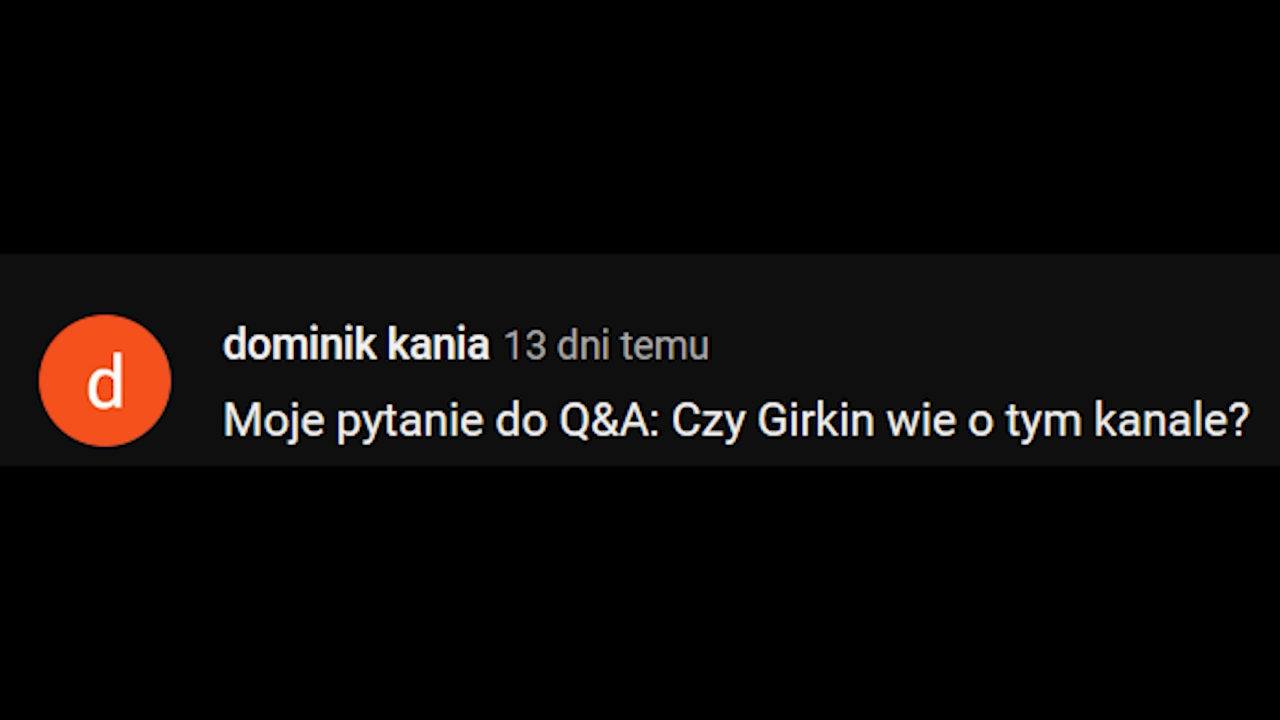 d
dominik kania 13 dni temu
Moje pytanie do Q&A: Czy Girkin wie o tym kanale?